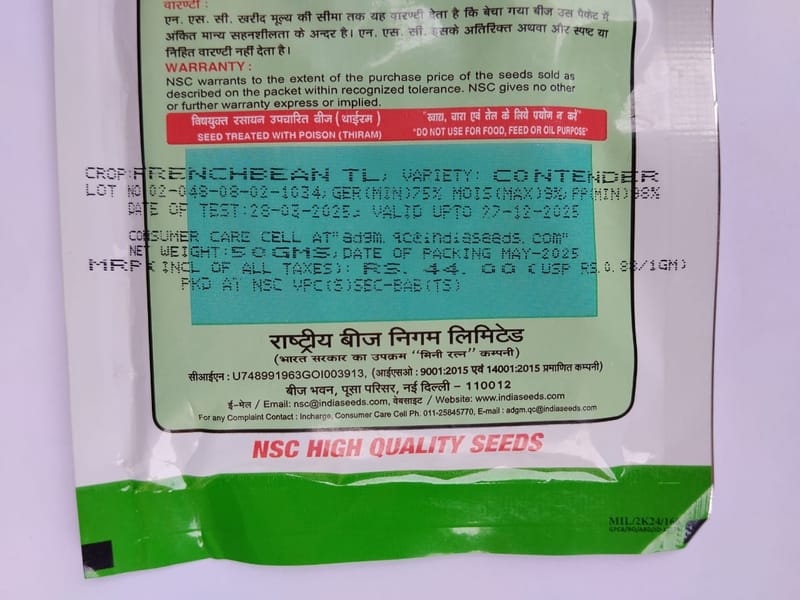 वारण्टी :
एन. एस. सी. खरीद मूल्य की सीमा तक यह वारण्टी देता है कि बेचा गया बीज उस पैकेट में
अंकित मान्य सहनशीलता के अन्दर है। एन. एस. सी. इसके अतिरिक्त अथवा और स्पष्ट या
निहित वारण्टी नहीं देता है।
WARRANTY:
NSC warrants to the extent of the purchase price of the seeds sold as
described on the packet within recognized tolerance. NSC gives no other
or further warranty express or implied.
विषयुक्त रसायन उपचारित बीज (थाईरम)
SEED TREATED WITH POISON (THIRAM)
"खाद्य, चारा एवं तेल के लिये प्रयोग न करें"
"DO NOT USE FOR FOOD, FEED OR OIL PURPOSE"
CROP:FRENCHBEAN TL; VARIETY: CONTENDER
LOT NO.02-048-08-02-1034;GER(MIN)75% MOIS(MAX)9%;PP(MIN)98%
DATE OF TEST:28-03-2025; VALID UPTO 27-12-2025
CONSUMER CARE CELL AT"adgm.qc@indiaseeds.com"
NET WEIGHT:50GMS;DATE OF PACKING MAY-2025
MRP(INCL OF ALL TAXES): RS. 44.00 (USP RS.0.88/1GM)
PKD AT NSC VPC(S)SEC-BAB(TS)
राष्ट्रीय बीज निगम लिमिटेड
(भारत सरकार का उपक्रम "मिनी रत्न" कम्पनी)
सीआईएन : U748991963GOI003913, (आईएसओ : 9001:2015 एवं 14001:2015 प्रमाणित कम्पनी)
बीज भवन, पूसा परिसर, नई दिल्ली - 110012
ई-मेल / Email: nsc@indiaseeds.com, वेबसाइट / Website: www.indiaseeds.com
For any Complaint Contact : Incharge, Consumer Care Cell Ph. 011-25845770, E-mail : adgm.qc@indiaseeds.com
NSC HIGH QUALITY SEEDS